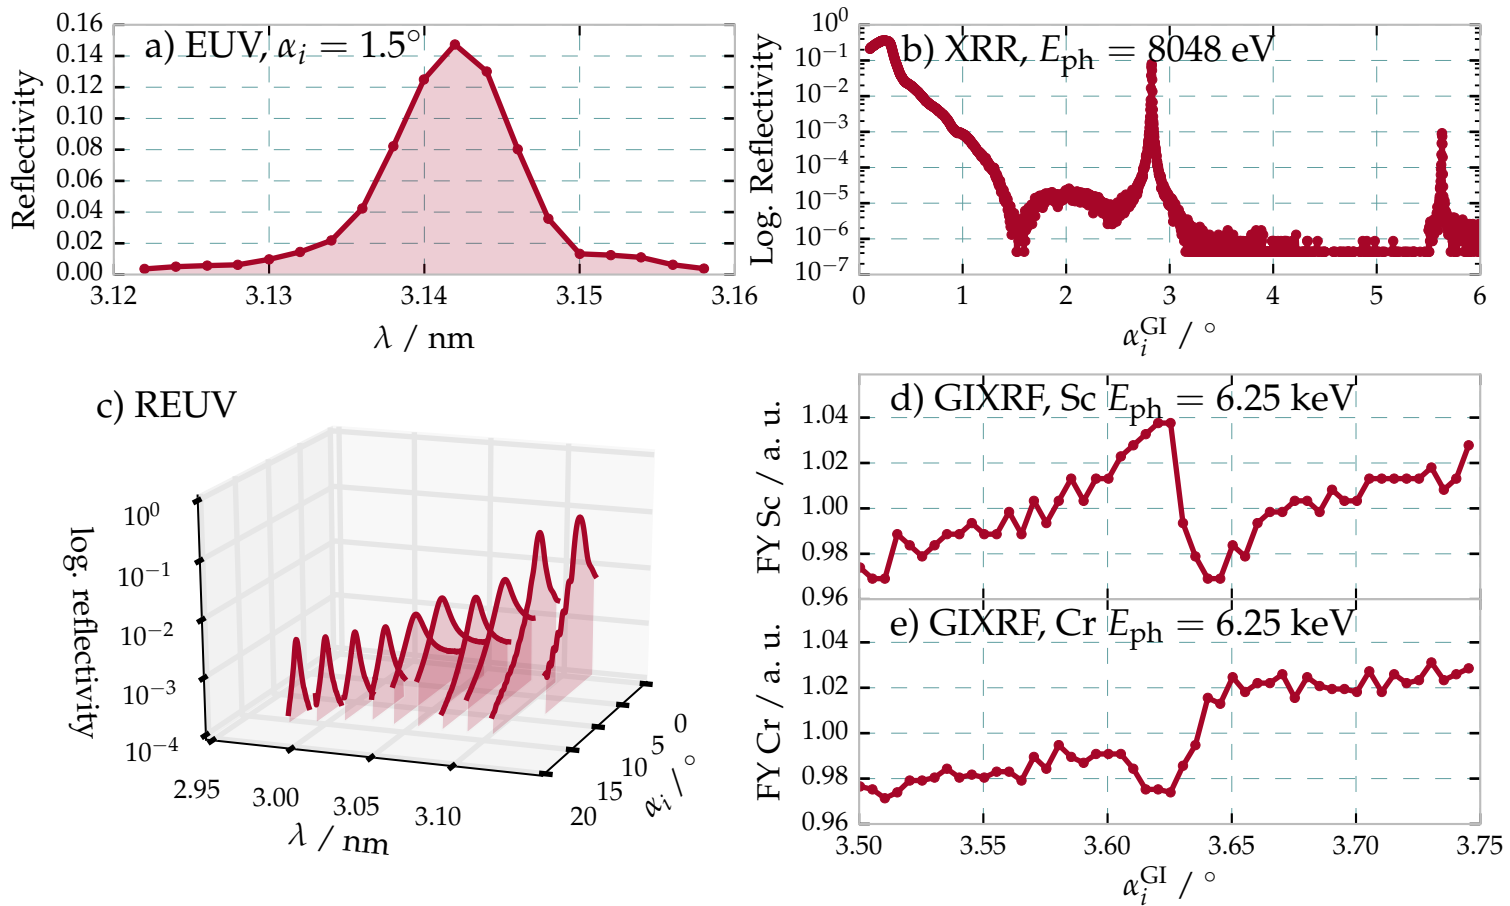 a) EUV, αᵢ = 1.5°
Reflectivity
0.16
0.14
0.12
0.10
0.08
0.06
0.04
0.02
0.00
3.12 3.13 3.14 3.15 3.16
λ / nm
b) XRR, E_ph = 8048 eV
Log. Reflectivity
10⁰
10⁻¹
10⁻²
10⁻³
10⁻⁴
10⁻⁵
10⁻⁶
10⁻⁷
0 1 2 3 4 5 6
αᵢ^GI / °
c) REUV
log. reflectivity
10⁰
10⁻¹
10⁻²
10⁻³
10⁻⁴
2.95 3.00 3.05 3.10
λ / nm
0
5
10
15
20
αᵢ / °
d) GIXRF, Sc E_ph = 6.25 keV
FY Sc / a. u.
1.04
1.02
1.00
0.98
0.96
e) GIXRF, Cr E_ph = 6.25 keV
FY Cr / a. u.
1.04
1.02
1.00
0.98
0.96
3.50 3.55 3.60 3.65 3.70 3.75
αᵢ^GI / °